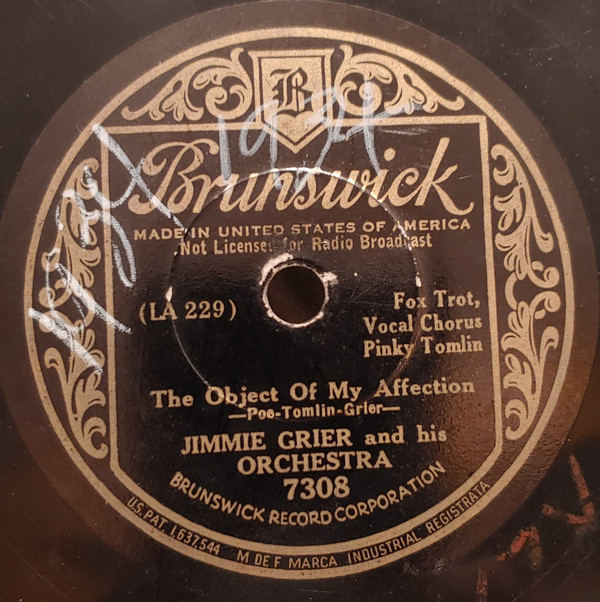 B
1934
Brunswick
MADE IN UNITED STATES OF AMERICA
Not Licensed for Radio Broadcast
(LA 229)
Fox Trot,
Vocal Chorus
Pinky Tomlin
The Object Of My Affection
—Poe-Tomlin-Grier—
JIMMIE GRIER and his
ORCHESTRA
7308
BRUNSWICK RECORD CORPORATION
U.S. PAT 1,637,544 M DE F MARCA INDUSTRIAL REGISTRATA